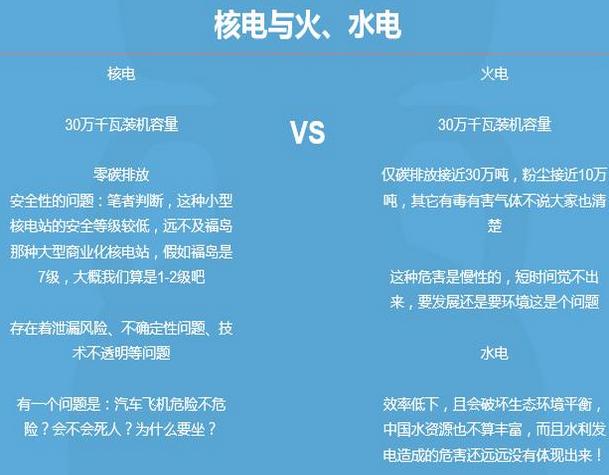 核电与火、水电
核电
30万千瓦装机容量
零碳排放
安全性的问题：笔者判断，这种小型
核电站的安全等级较低，远不及福岛
那种大型商业化核电站，假如福岛是
7级，大概我们算是1-2级吧
存在着泄漏风险、不确定性问题、技
术不透明等问题
有一个问题是：汽车飞机危险不危
险？会不会死人？为什么要坐？
VS
火电
30万千瓦装机容量
仅碳排放接近30万吨，粉尘接近10万
吨，其它有毒有害气体不说大家也清
楚
这种危害是慢性的，短时间觉不出
来，要发展还是要环境这是个问题
水电
效率低下，且会破坏生态环境平衡，
中国水资源也不算丰富，而且水利发
电造成的危害还远远没有体现出来！